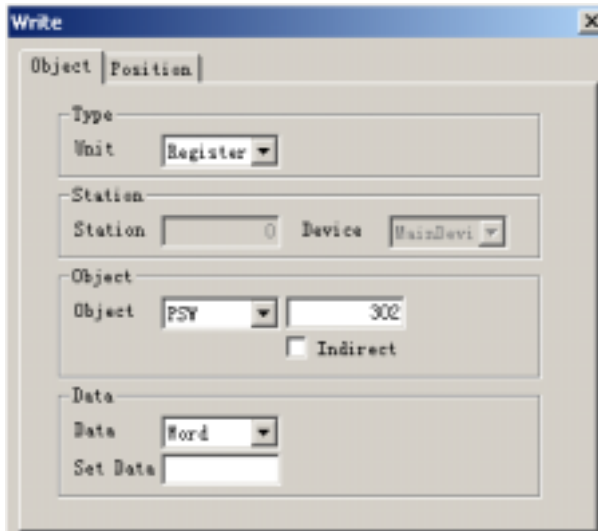 Write
Object Position
Type
Unit Register
Station
Station 0 Device MainDevi
Object
Object PSW 302
Indirect
Data
Data Word
Set Data